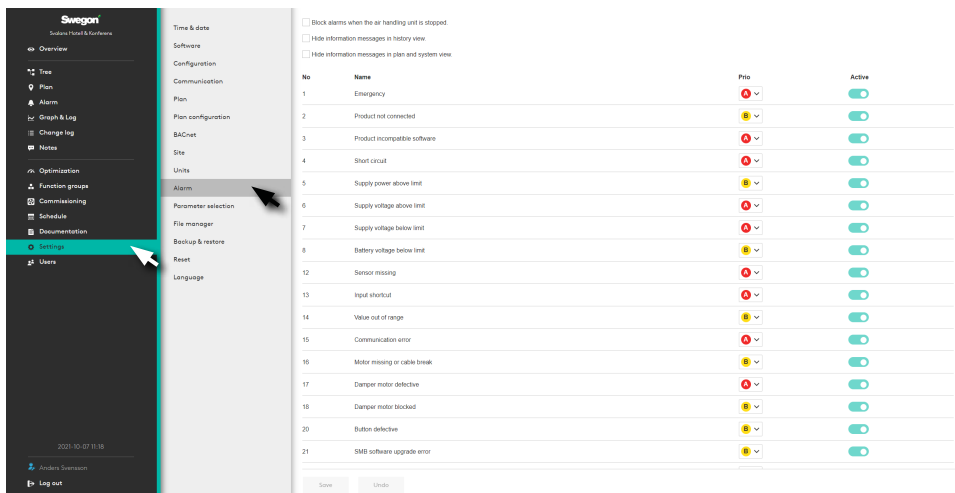 Swegon
Svalans Hotell & Konferens
Overview
Tree
Plan
Alarm
Graph & Log
Change log
Notes
Optimization
Function groups
Commissioning
Schedule
Documentation
Settings
Users
2021-10-07 11:18
Anders Svensson
Log out
Time & date
Software
Configuration
Communication
Plan
Plan configuration
BACnet
Site
Units
Alarm
Parameter selection
File manager
Backup & restore
Reset
Language
Block alarms when the air handling unit is stopped.
Hide information messages in history view.
Hide information messages in plan and system view.
No Name Prio Active
1 Emergency A
2 Product not connected B
3 Product incompatible software A
4 Short circuit A
5 Supply power above limit B
6 Supply voltage above limit A
7 Supply voltage below limit A
8 Battery voltage below limit B
12 Sensor missing A
13 Input shortcut A
14 Value out of range B
15 Communication error A
16 Motor missing or cable break B
17 Damper motor defective A
18 Damper motor blocked B
20 Button defective B
21 SMB software upgrade error B
Save Undo